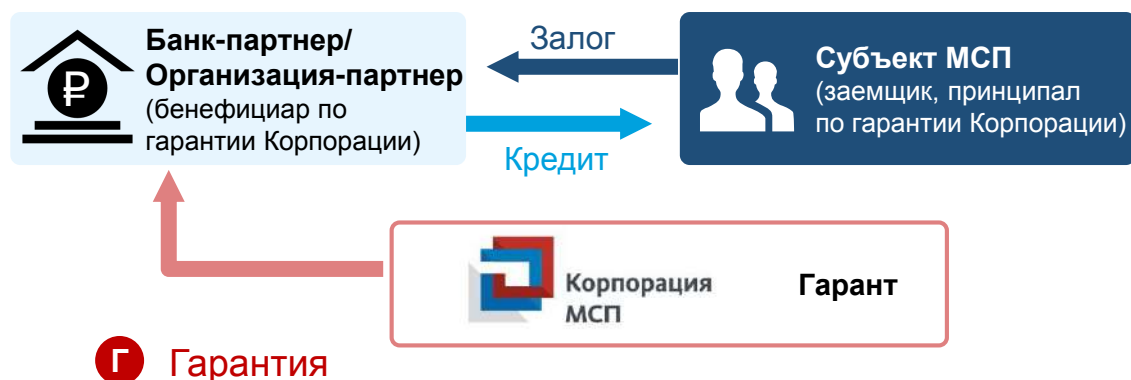 Банк-партнер/
Организация-партнер
(бенефициар по
гарантии Корпорации)
Залог
Кредит
Субъект МСП
(заемщик, принципал
по гарантии Корпорации)
Корпорация
МСП
Гарант
Г Гарантия